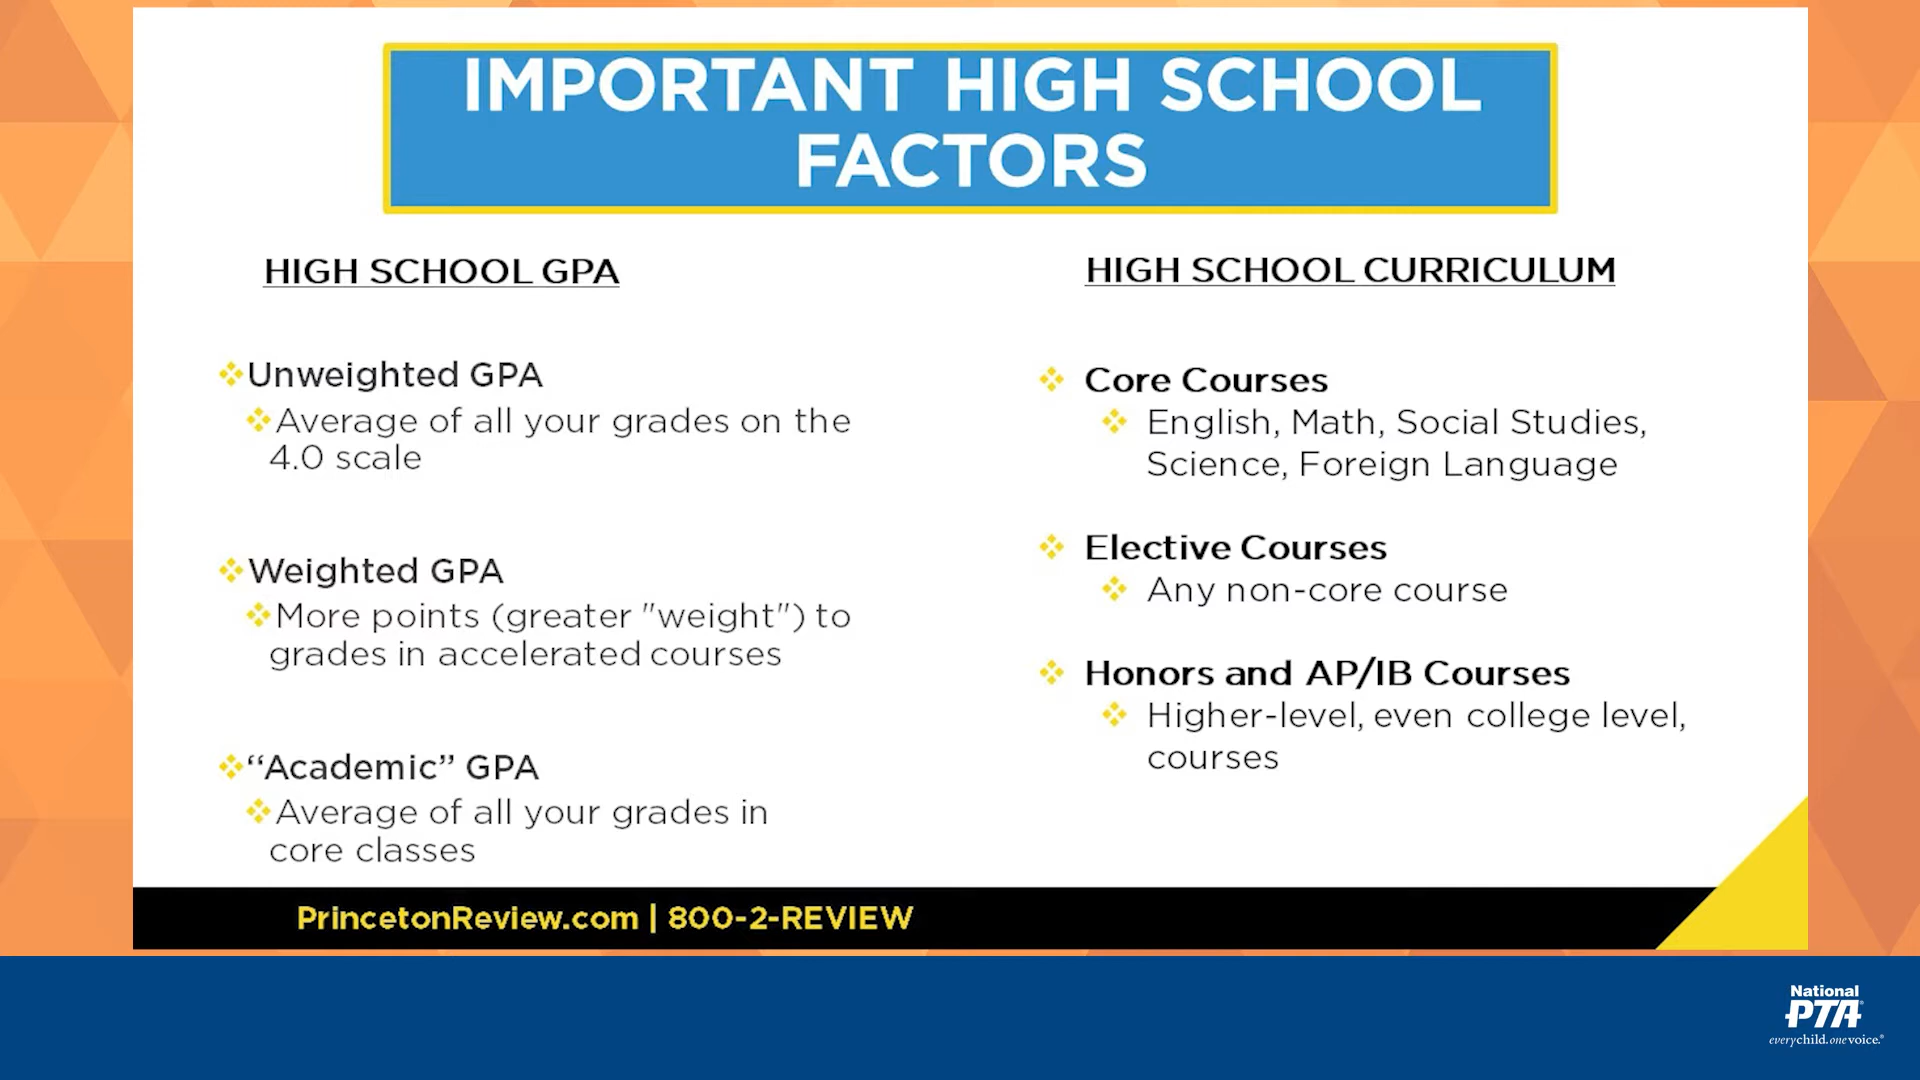 IMPORTANT HIGH SCHOOL
FACTORS
HIGH SCHOOL GPA
Unweighted GPA
Average of all your grades on the
4.0 scale
Weighted GPA
More points (greater "weight") to
grades in accelerated courses
“Academic” GPA
Average of all your grades in
core classes
HIGH SCHOOL CURRICULUM
Core Courses
English, Math, Social Studies,
Science, Foreign Language
Elective Courses
Any non-core course
Honors and AP/IB Courses
Higher-level, even college level,
courses
PrincetonReview.com | 800-2-REVIEW
National
PTA®
everychild.onevoice.®